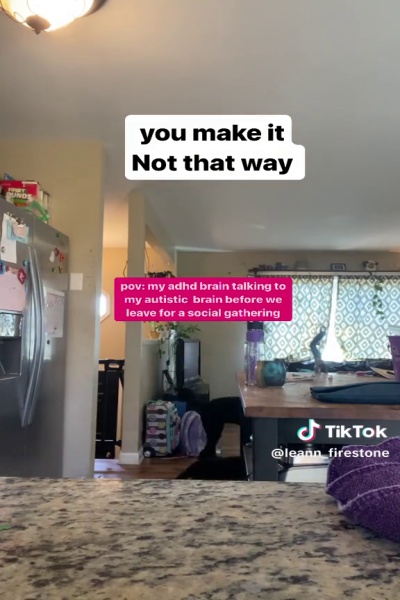 you make it
Not that way
pov: my adhd brain talking to
my autistic brain before we
leave for a social gathering
TikTok
@leann_firestone